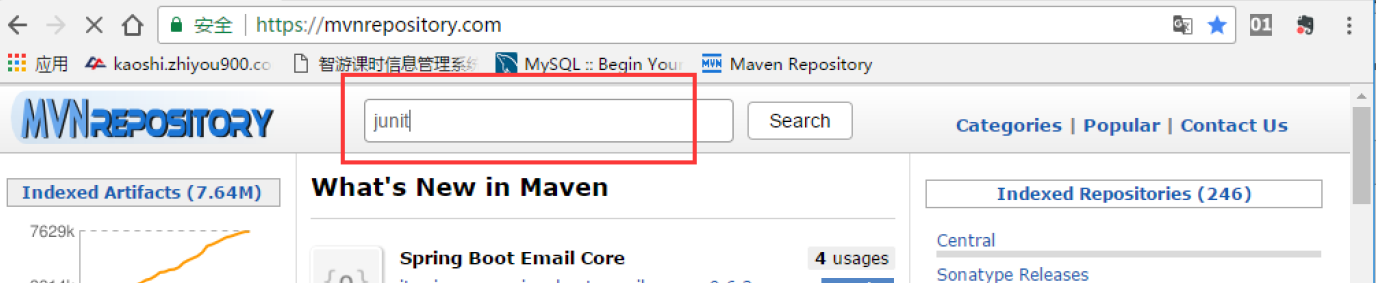 安全 https://mvnrepository.com 01
应用 kaoshi.zhiyou900.co 智游课时信息管理系统 MySQL :: Begin Your MVN Maven Repository
MVNREPOSITORY junit Search Categories | Popular | Contact Us
Indexed Artifacts (7.64M) What's New in Maven Indexed Repositories (246)
7629k
Central
Spring Boot Email Core 4 usages
Sonatype Releases